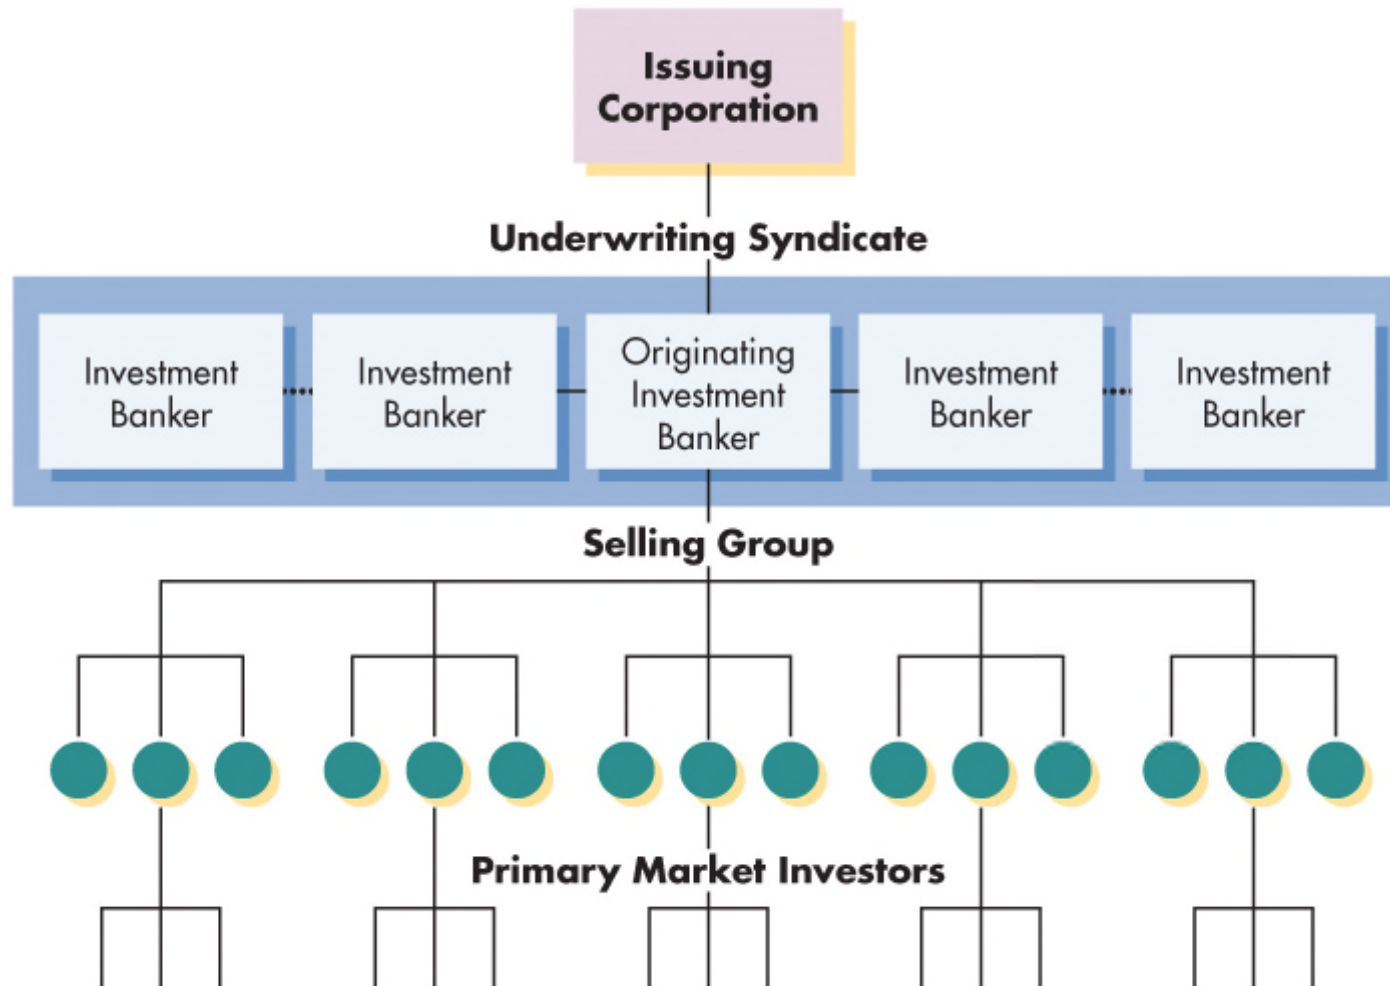 Issuing
Corporation
Underwriting Syndicate
Investment
Banker
Investment
Banker
Originating
Investment
Banker
Investment
Banker
Investment
Banker
Selling Group
Primary Market Investors